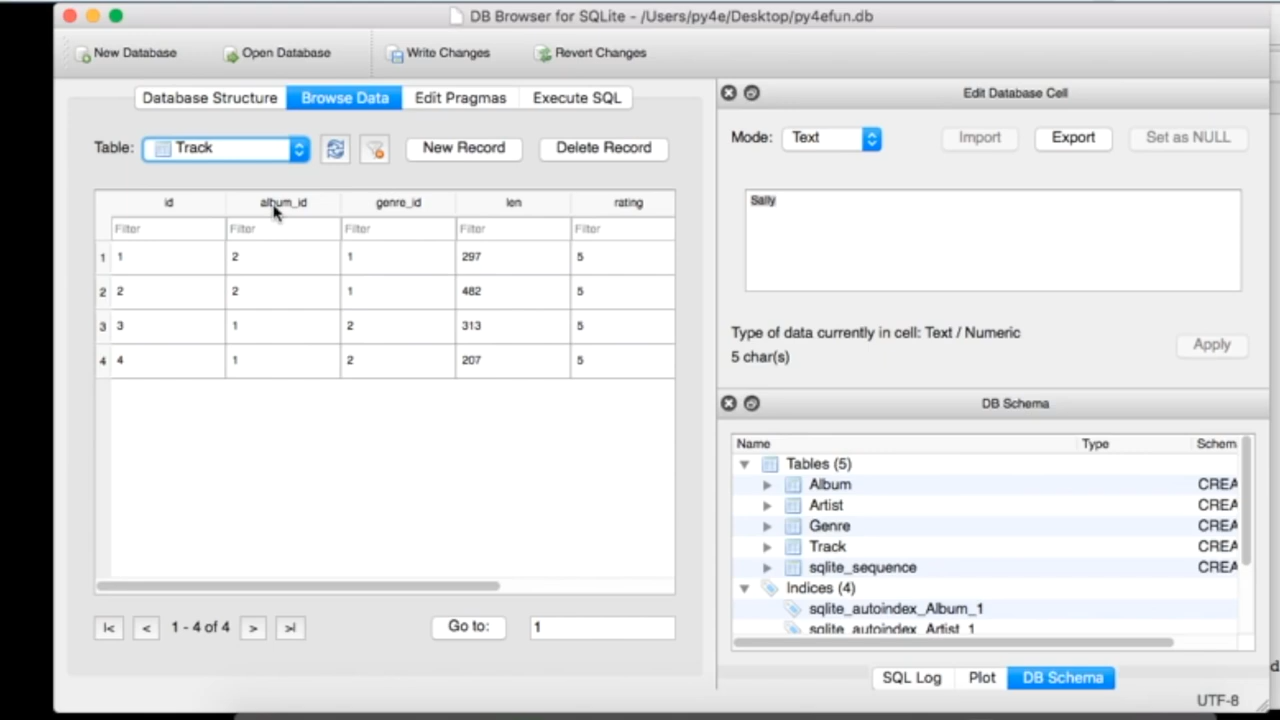 DB Browser for SQLite - /Users/py4e/Desktop/py4efun.db
New Database Open Database Write Changes Revert Changes
Database Structure Browse Data Edit Pragmas Execute SQL
Table: Track New Record Delete Record
id album_id genre_id len rating
Filter Filter Filter Filter Filter
1 1 2 1 297 5
2 2 2 1 482 5
3 3 1 2 313 5
4 4 1 2 207 5
|< < 1 - 4 of 4 > >| Go to: 1
Edit Database Cell
Mode: Text Import Export Set as NULL
Sally
Type of data currently in cell: Text / Numeric
5 char(s)
Apply
DB Schema
Name Type Schem
Tables (5)
Album CREA
Artist CREA
Genre CREA
Track CREA
sqlite_sequence CREA
Indices (4)
sqlite_autoindex_Album_1
sqlite_autoindex_Artist_1
SQL Log Plot DB Schema
UTF-8